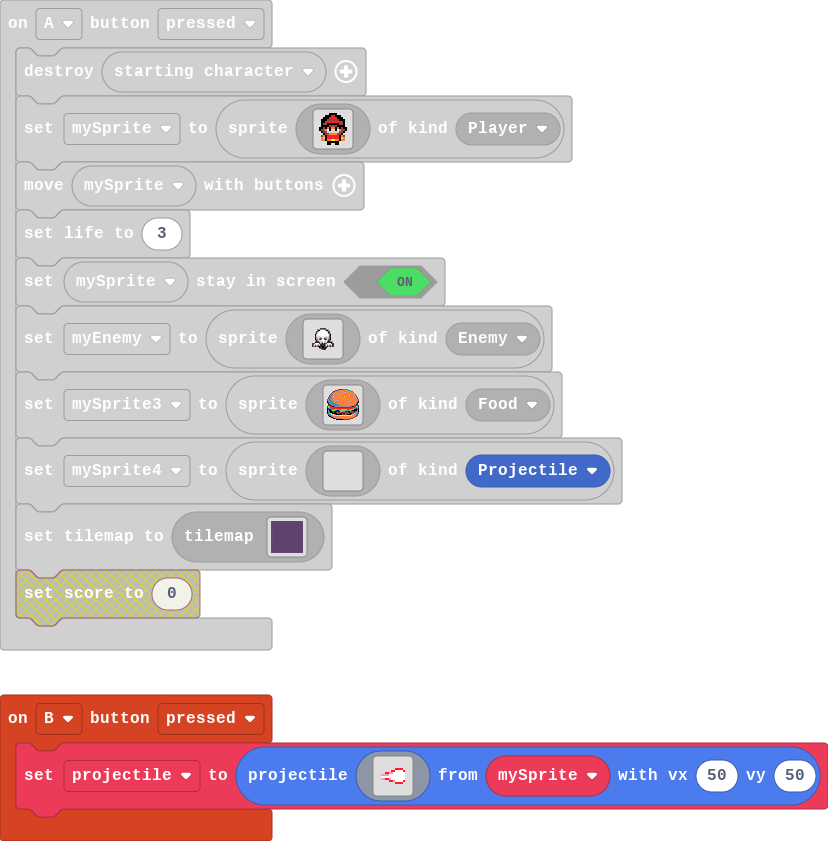 on A button pressed
destroy starting character
set mySprite to sprite of kind Player
move mySprite with buttons
set life to 3
set mySprite stay in screen ON
set myEnemy to sprite of kind Enemy
set mySprite3 to sprite of kind Food
set mySprite4 to sprite of kind Projectile
set tilemap to tilemap
set score to 0
on B button pressed
set projectile to projectile from mySprite with vx 50 vy 50